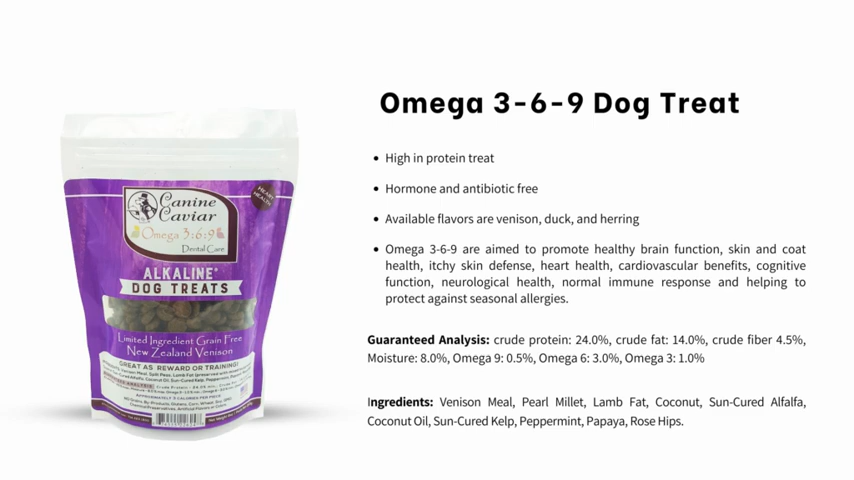 Omega 3-6-9 Dog Treat
• High in protein treat
• Hormone and antibiotic free
• Available flavors are venison, duck, and herring
• Omega 3-6-9 are aimed to promote healthy brain function, skin and coat
health, itchy skin defense, heart health, cardiovascular benefits, cognitive
function, neurological health, normal immune response and helping to
protect against seasonal allergies.
Guaranteed Analysis: crude protein: 24.0%, crude fat: 14.0%, crude fiber 4.5%,
Moisture: 8.0%, Omega 9: 0.5%, Omega 6: 3.0%, Omega 3: 1.0%
Ingredients: Venison Meal, Pearl Millet, Lamb Fat, Coconut, Sun-Cured Alfalfa,
Coconut Oil, Sun-Cured Kelp, Peppermint, Papaya, Rose Hips.
HEART HEALTH
Canine
Caviar
Omega 3:6:9
Dental Care
ALKALINE
DOG TREATS
Limited Ingredient Grain Free
New Zealand Venison
GREAT AS REWARD OR TRAINING!